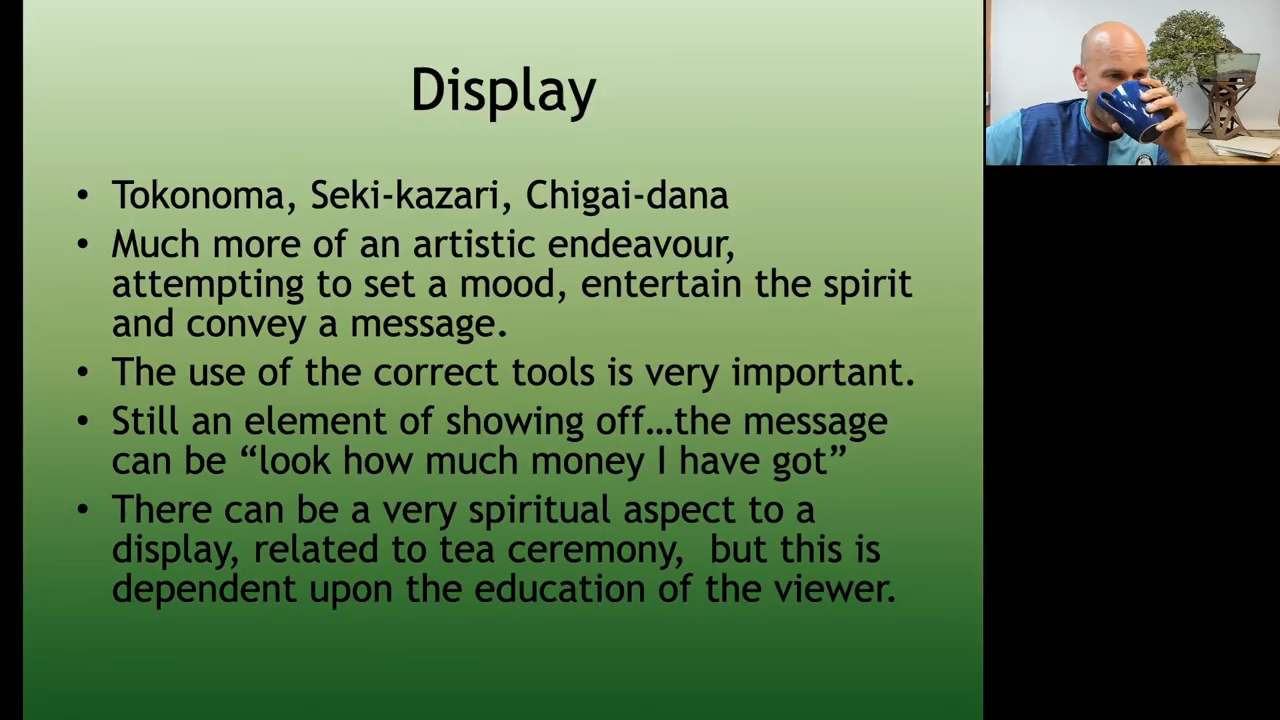 Display
• Tokonoma, Seki-kazari, Chigai-dana
• Much more of an artistic endeavour,
attempting to set a mood, entertain the spirit
and convey a message.
• The use of the correct tools is very important.
• Still an element of showing off…the message
can be “look how much money I have got”
• There can be a very spiritual aspect to a
display, related to tea ceremony,  but this is
dependent upon the education of the viewer.